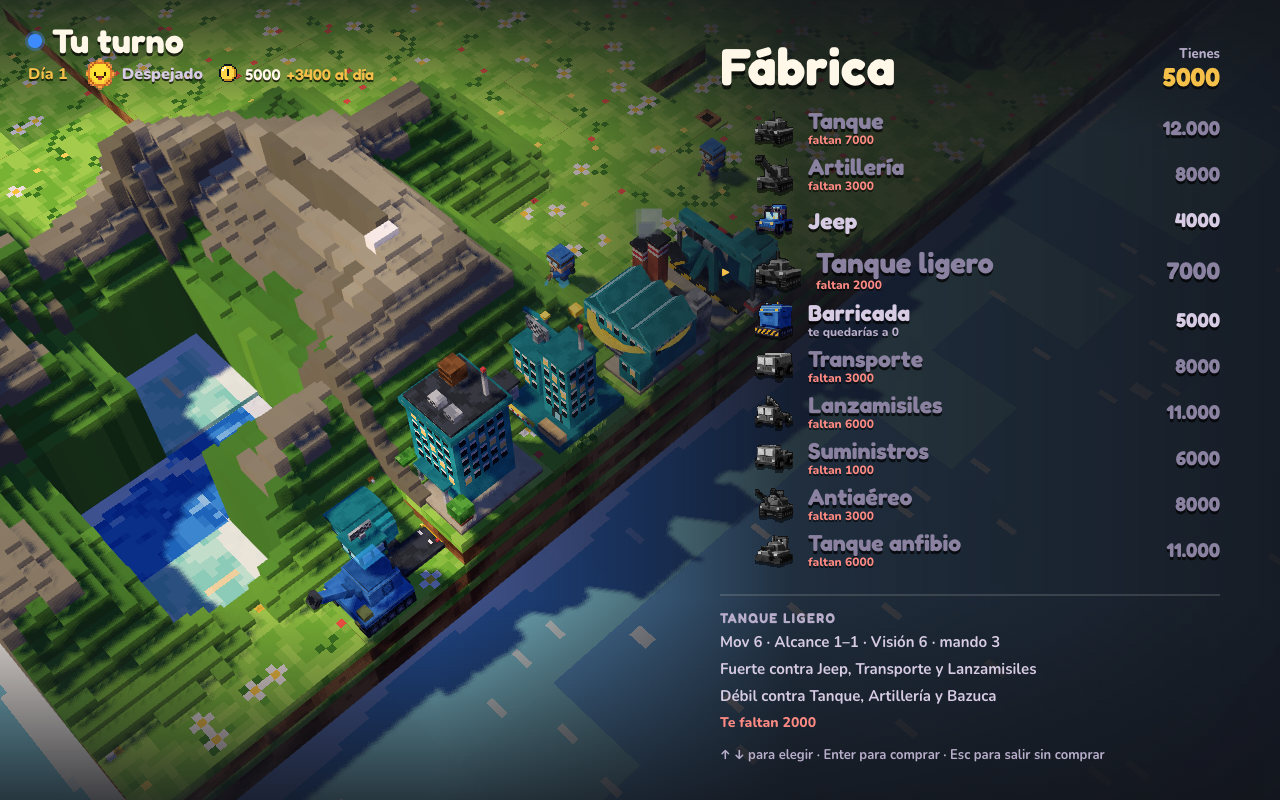 Tu turno
Día 1 Despejado 5000 +3400 al día
Fábrica
Tienes
5000
Tanque 12.000
faltan 7000
Artillería 8000
faltan 3000
Jeep 4000
Tanque ligero 7000
faltan 2000
Barricada 5000
te quedarías a 0
Transporte 8000
faltan 3000
Lanzamisiles 11.000
faltan 6000
Suministros 6000
faltan 1000
Antiaéreo 8000
faltan 3000
Tanque anfibio 11.000
faltan 6000
TANQUE LIGERO
Mov 6 · Alcance 1–1 · Visión 6 · mando 3
Fuerte contra Jeep, Transporte y Lanzamisiles
Débil contra Tanque, Artillería y Bazuca
Te faltan 2000
↑ ↓ para elegir · Enter para comprar · Esc para salir sin comprar